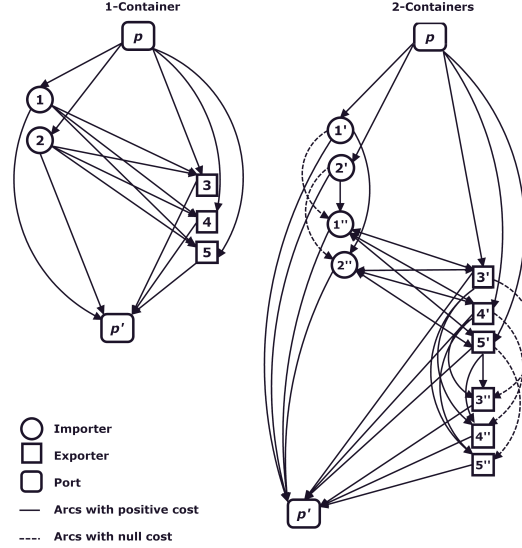 1-Container
p
1
2
3
4
5
p'
2-Containers
p
1'
2'
1''
2''
3'
4'
5'
3''
4''
5''
p'
Importer
Exporter
Port
Arcs with positive cost
Arcs with null cost